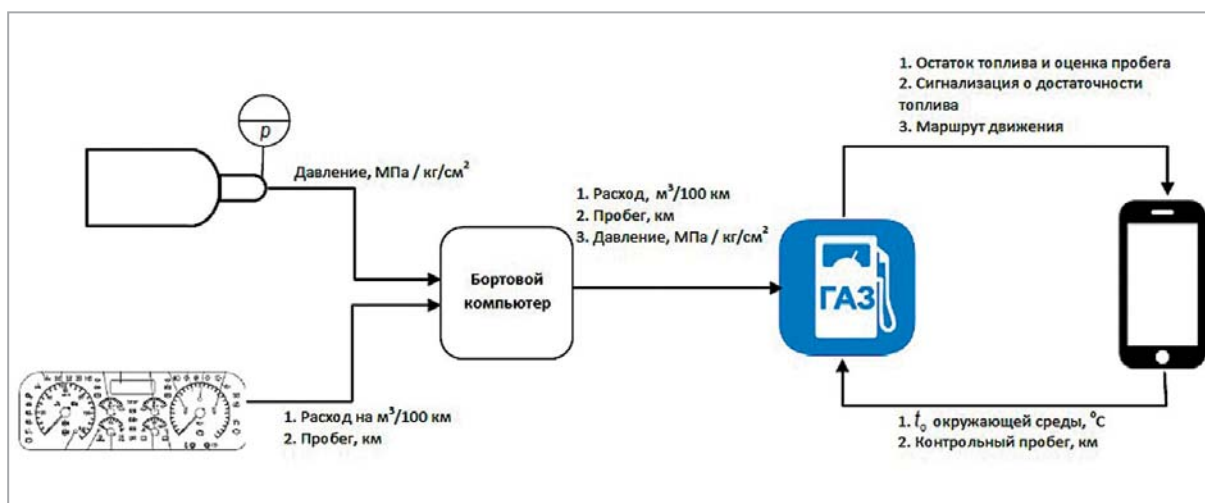 p
Давление, МПа / кг/см²
1. Расход на м³/100 км
2. Пробег, км
Бортовой
компьютер
1. Расход, м³/100 км
2. Пробег, км
3. Давление, МПа / кг/см²
ГАЗ
1. Остаток топлива и оценка пробега
2. Сигнализация о достаточности
топлива
3. Маршрут движения
1. t₀ окружающей среды, °С
2. Контрольный пробег, км